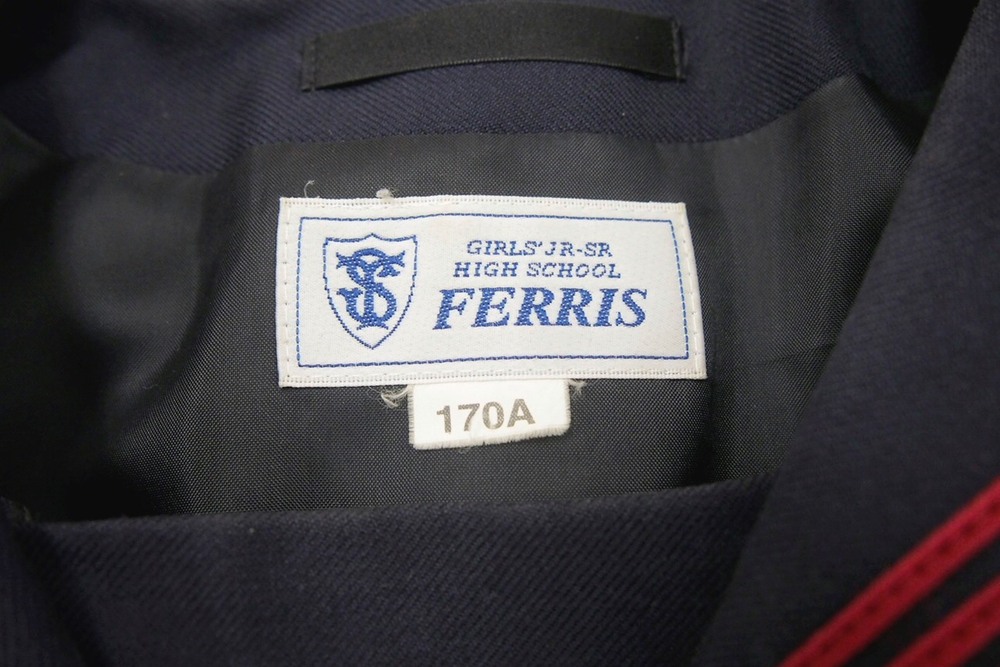 GIRLS' JR-SR
HIGH SCHOOL
FERRIS
170A